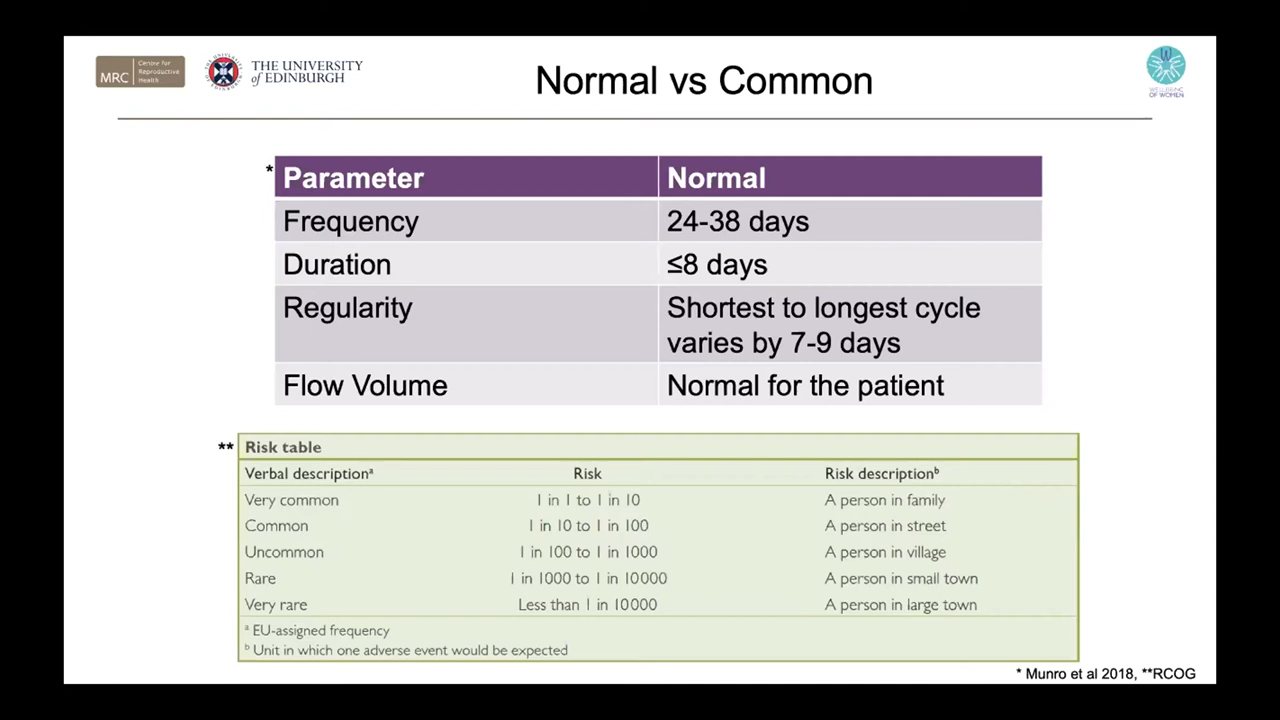 MRC
Centre for
Reproductive
Health
THE UNIVERSITY
of EDINBURGH
Normal vs Common
WELLBEING
OF WOMEN
* Parameter Normal
Frequency 24-38 days
Duration ≤8 days
Regularity Shortest to longest cycle
varies by 7-9 days
Flow Volume Normal for the patient
** Risk table
Verbal descriptionᵃ Risk Risk descriptionᵇ
Very common 1 in 1 to 1 in 10 A person in family
Common 1 in 10 to 1 in 100 A person in street
Uncommon 1 in 100 to 1 in 1000 A person in village
Rare 1 in 1000 to 1 in 10000 A person in small town
Very rare Less than 1 in 10000 A person in large town
ᵃ EU-assigned frequency
ᵇ Unit in which one adverse event would be expected
* Munro et al 2018, **RCOG